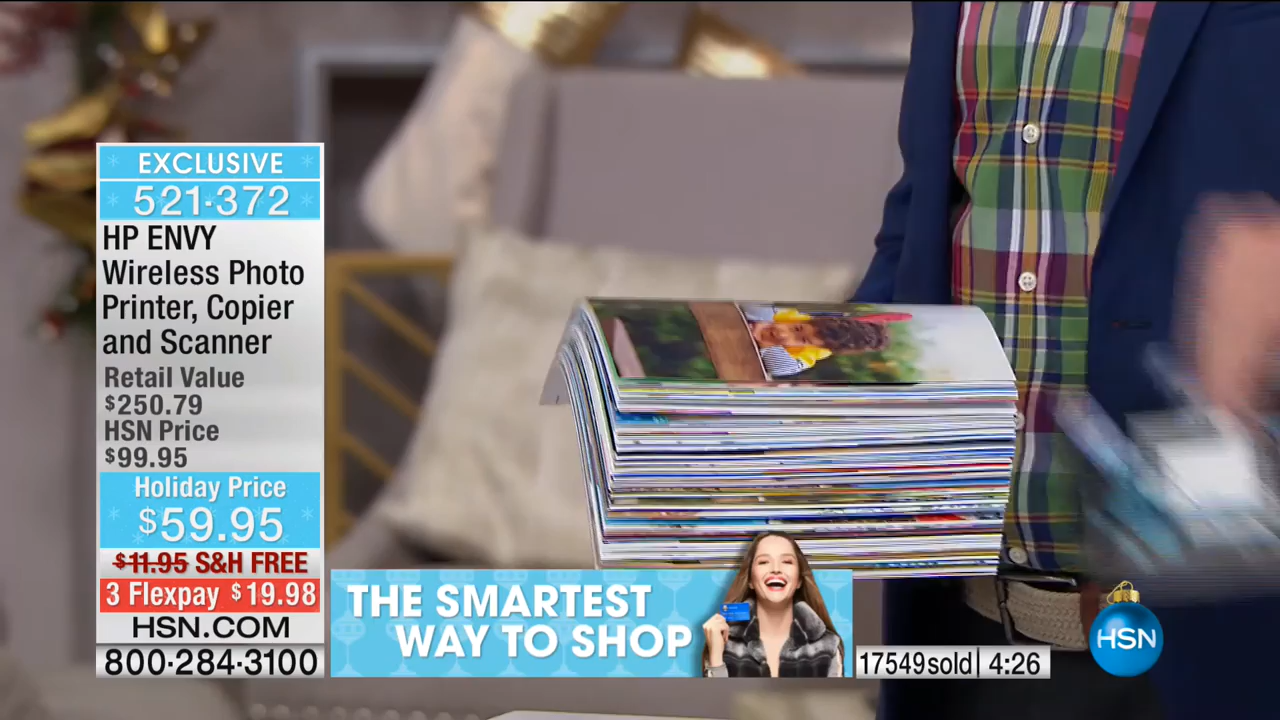 EXCLUSIVE
521·372
HP ENVY
Wireless Photo
Printer, Copier
and Scanner
Retail Value
$250.79
HSN Price
$99.95
Holiday Price
$59.95
$11.95 S&H FREE
3 Flexpay $19.98
HSN.COM
800·284·3100
THE SMARTEST
WAY TO SHOP
17549sold 4:26
HSN